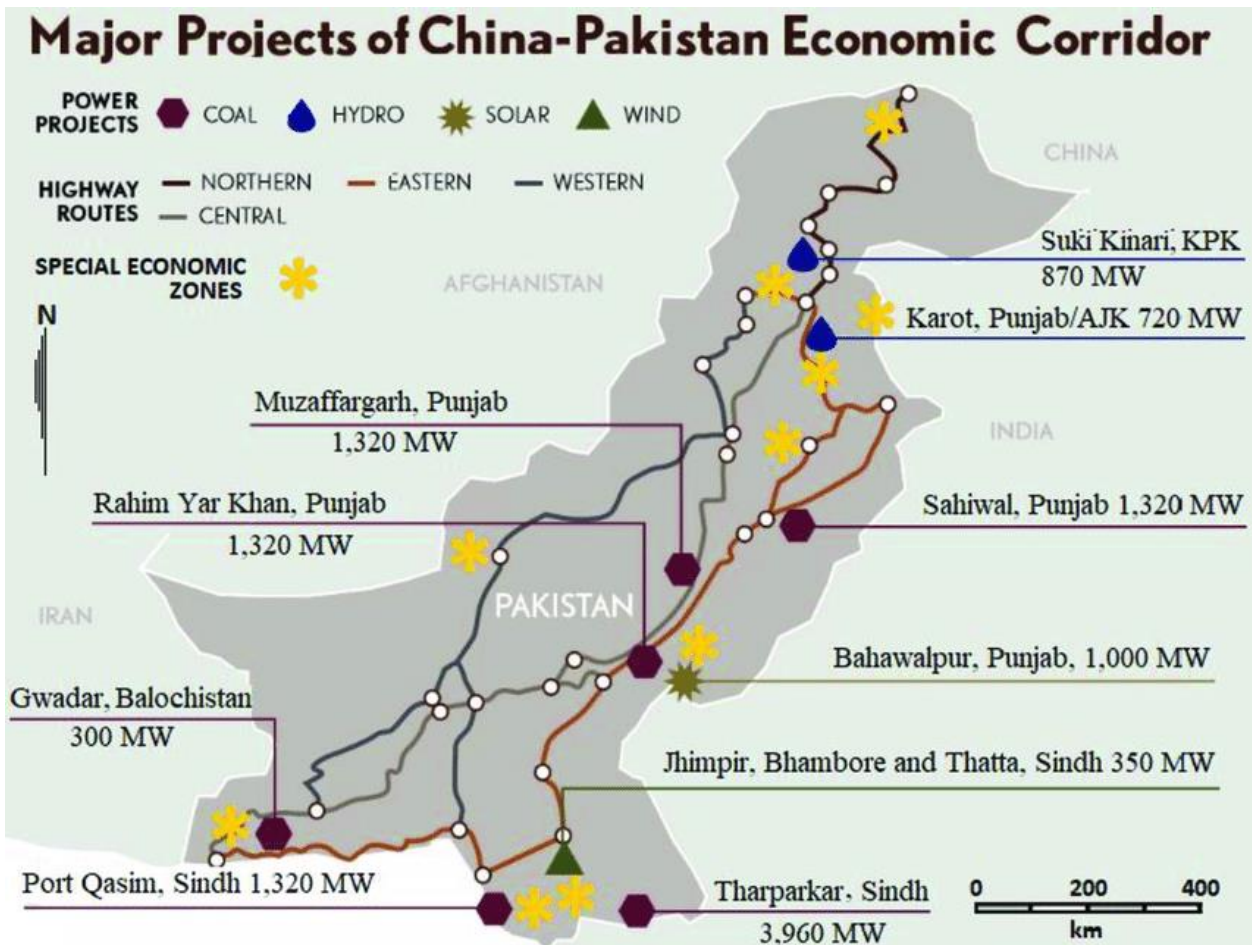 Major Projects of China-Pakistan Economic Corridor
POWER PROJECTS
COAL
HYDRO
SOLAR
WIND
HIGHWAY ROUTES
NORTHERN
EASTERN
WESTERN
CENTRAL
SPECIAL ECONOMIC ZONES
N
CHINA
AFGHANISTAN
Suki Kinari, KPK
870 MW
Karot, Punjab/AJK 720 MW
Muzaffargarh, Punjab
1,320 MW
INDIA
Rahim Yar Khan, Punjab
1,320 MW
Sahiwal, Punjab 1,320 MW
IRAN
PAKISTAN
Bahawalpur, Punjab, 1,000 MW
Gwadar, Balochistan
300 MW
Jhimpir, Bhambore and Thatta, Sindh 350 MW
Port Qasim, Sindh 1,320 MW
Tharparkar, Sindh
3,960 MW
0 200 400
km